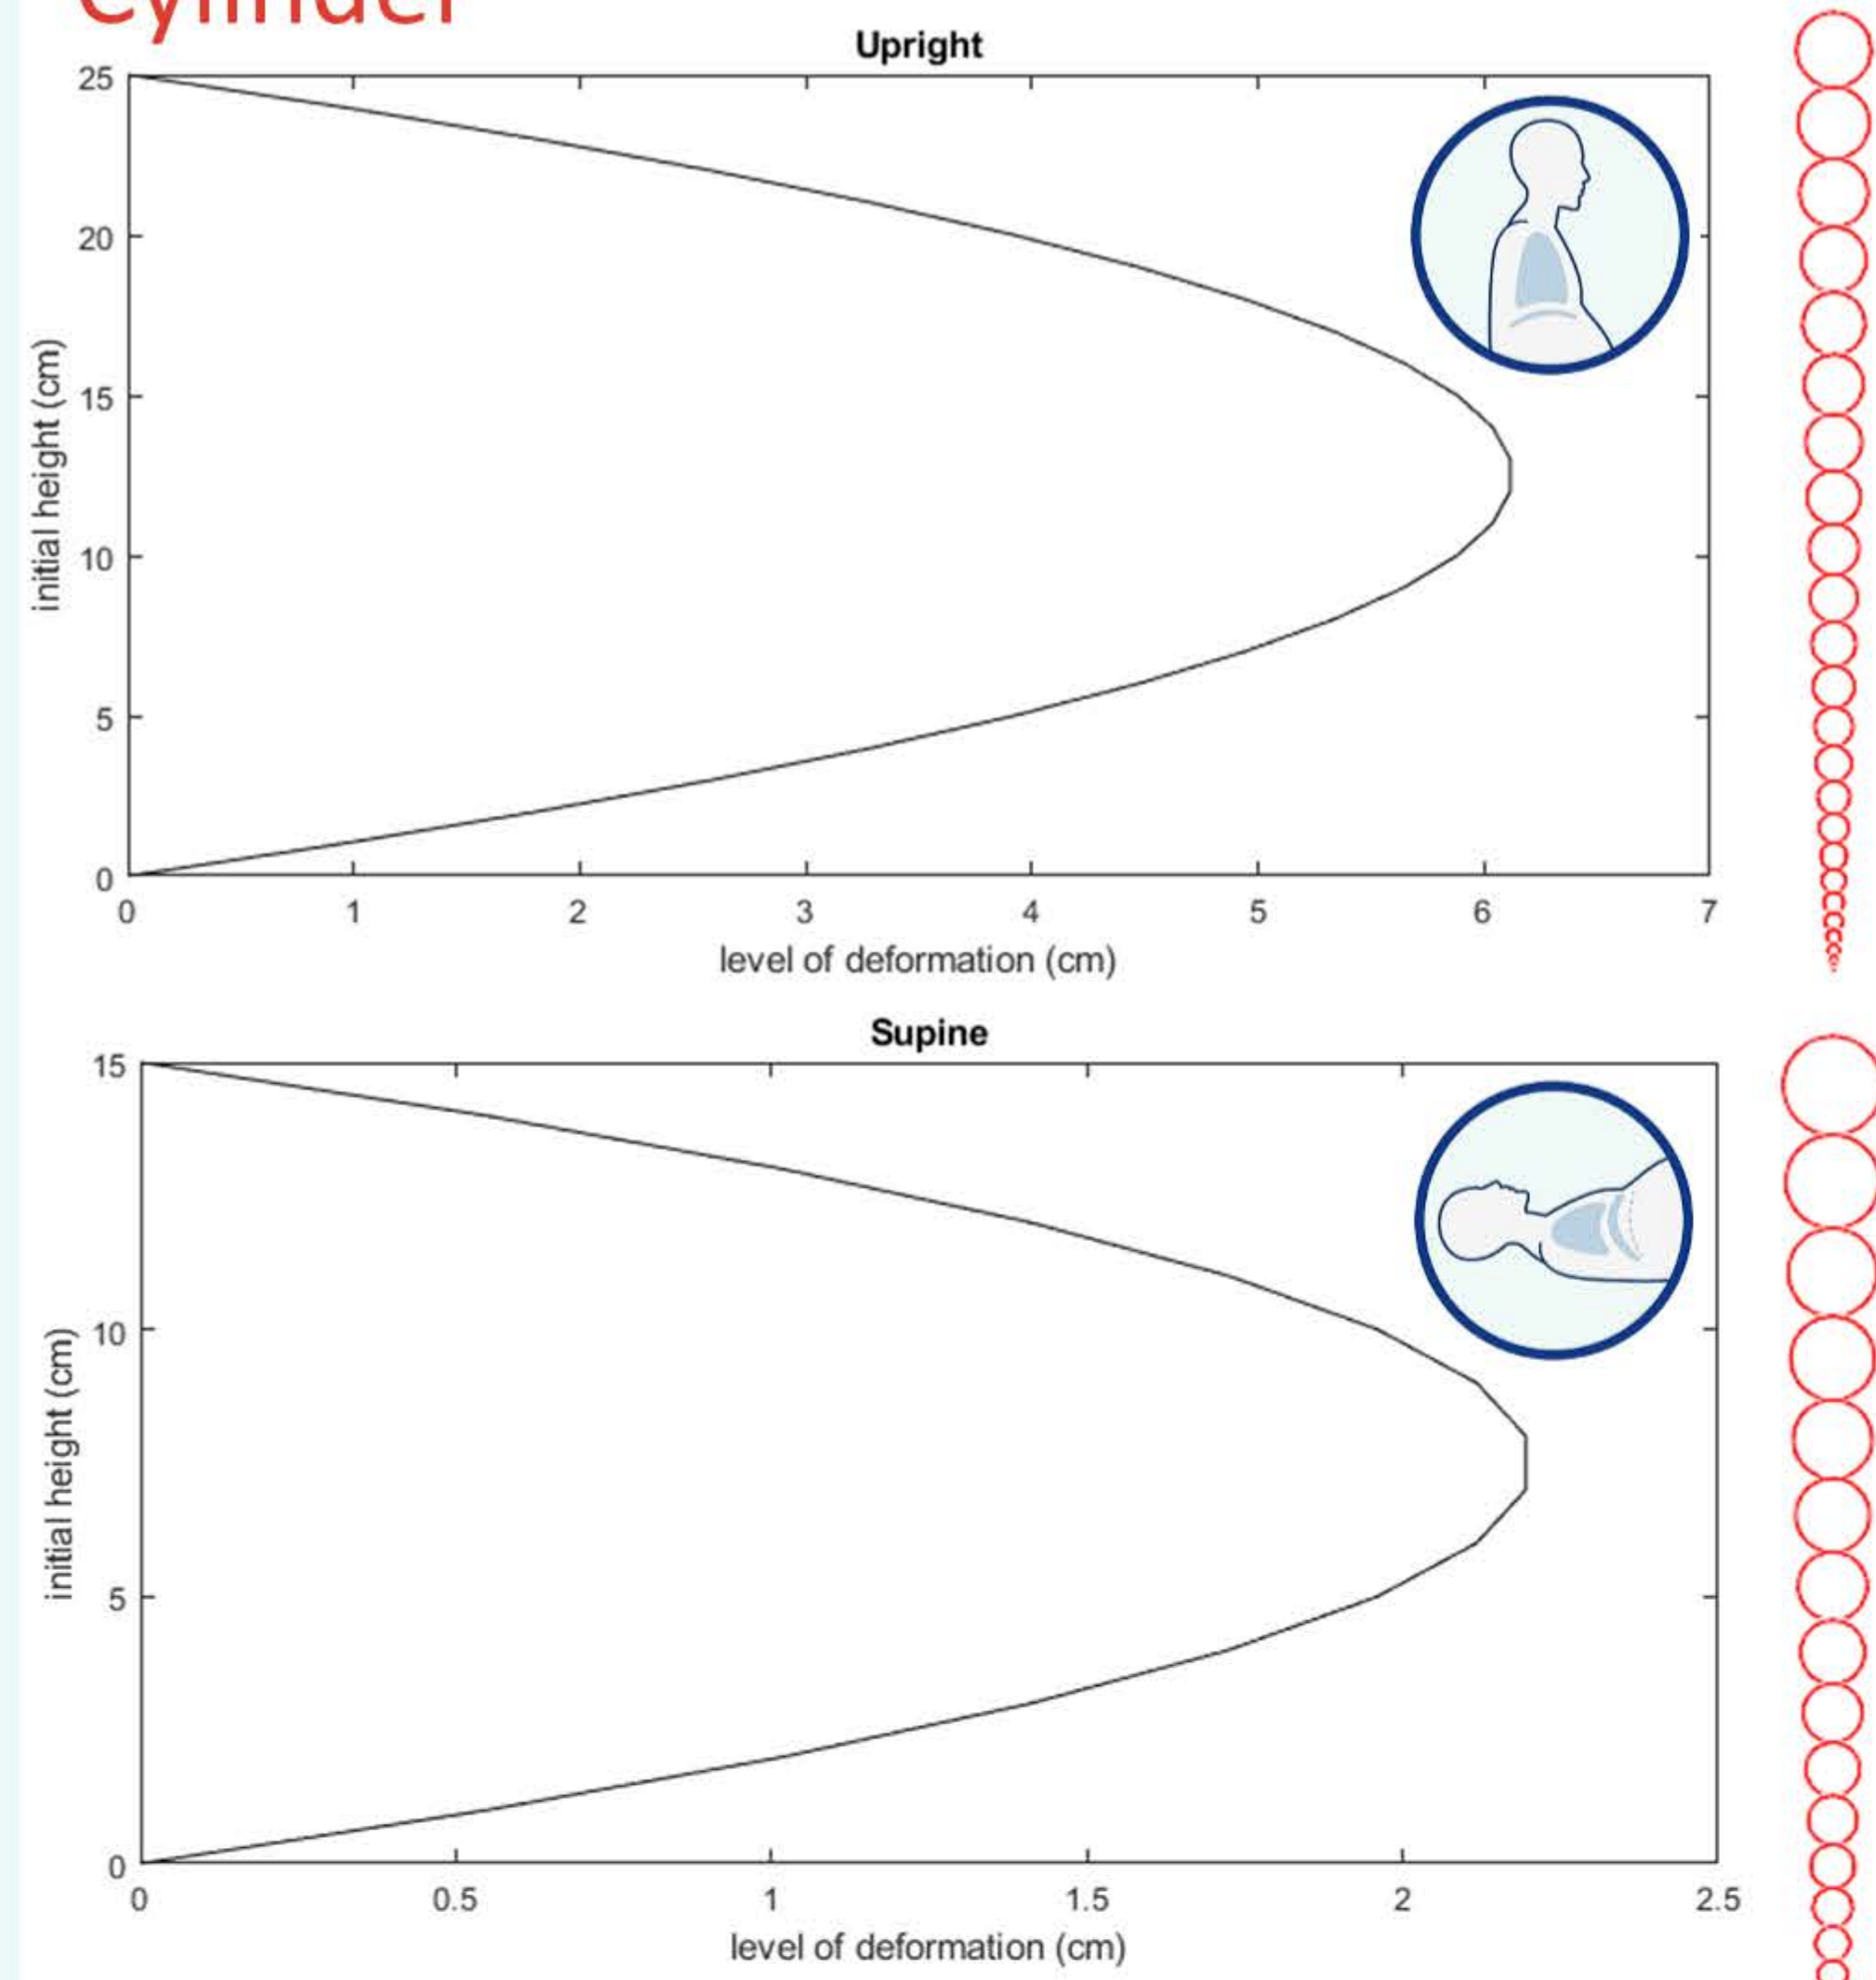 Cylinder
Upright
25
20
15
10
5
0
initial height (cm)
0 1 2 3 4 5 6 7
level of deformation (cm)
Supine
15
10
5
0
initial height (cm)
0 0.5 1 1.5 2 2.5
level of deformation (cm)